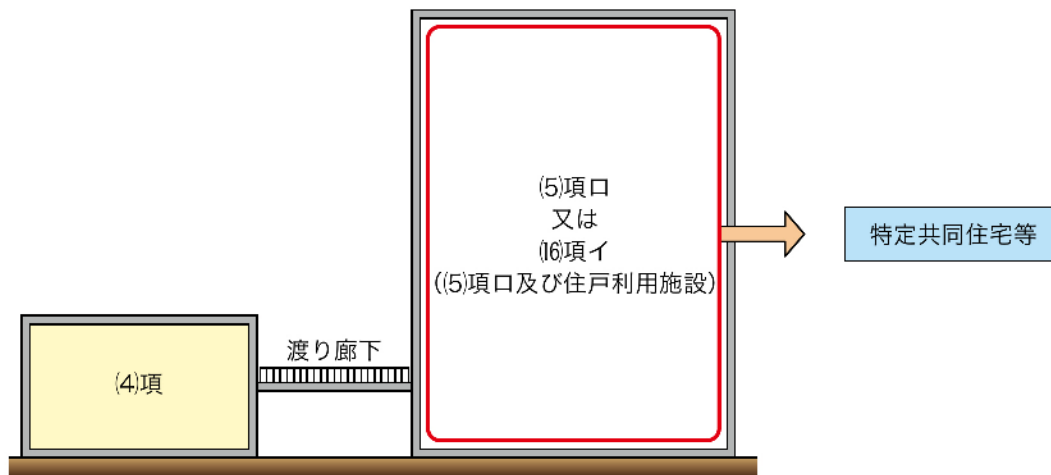 ⑸項ロ
又は
⒃項イ
(⑸項ロ及び住戸利用施設)
特定共同住宅等
渡り廊下
⑷項